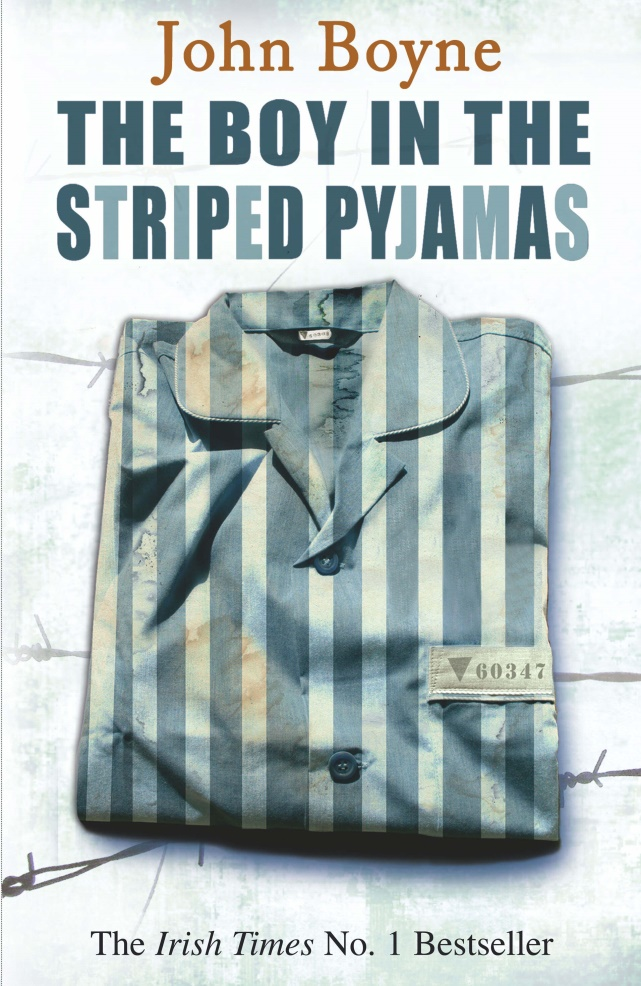 John Boyne
THE BOY IN THE
STRIPED PYJAMAS
60347
The Irish Times No. 1 Bestseller